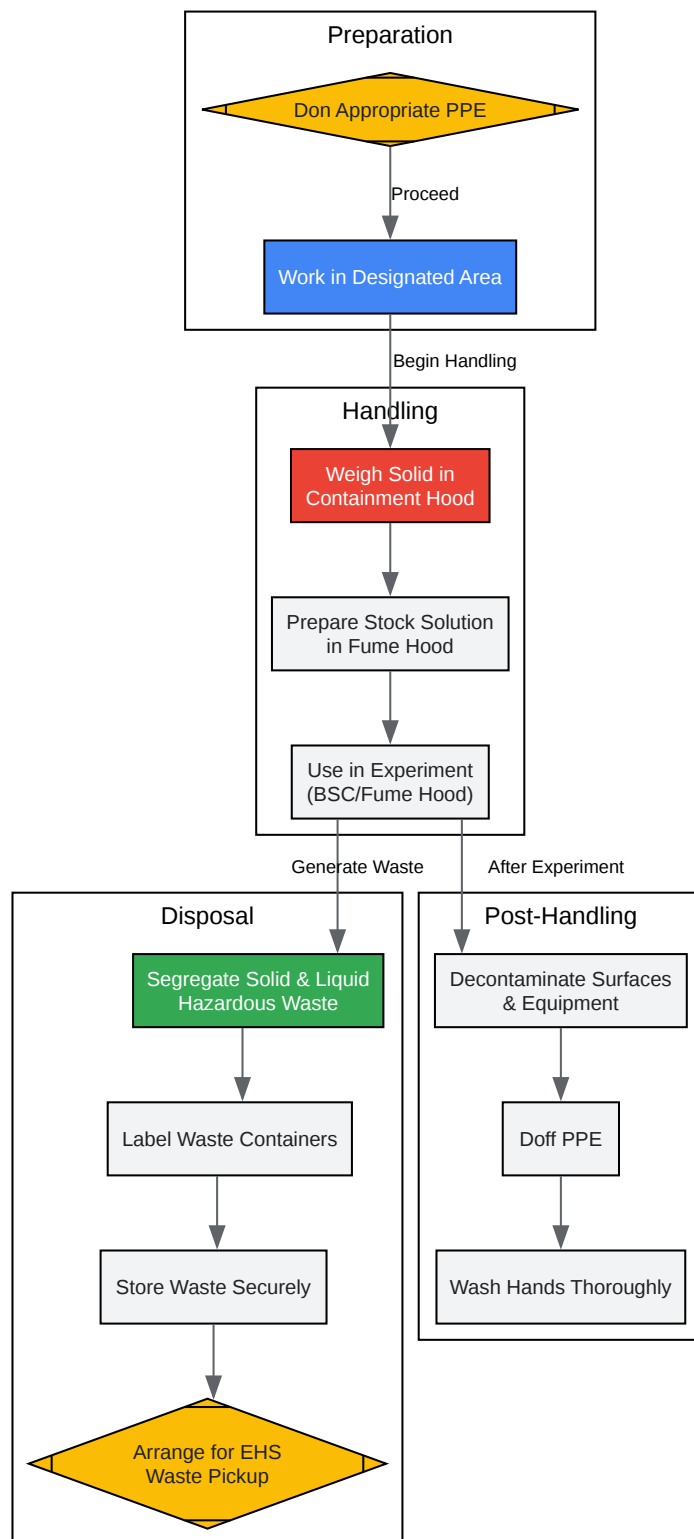 Preparation
Don Appropriate PPE
Proceed
Work in Designated Area
Begin Handling
Handling
Weigh Solid in
Containment Hood
Prepare Stock Solution
in Fume Hood
Use in Experiment
(BSC/Fume Hood)
Generate Waste
After Experiment
Disposal
Segregate Solid & Liquid
Hazardous Waste
Label Waste Containers
Store Waste Securely
Arrange for EHS
Waste Pickup
Post-Handling
Decontaminate Surfaces
& Equipment
Doff PPE
Wash Hands Thoroughly